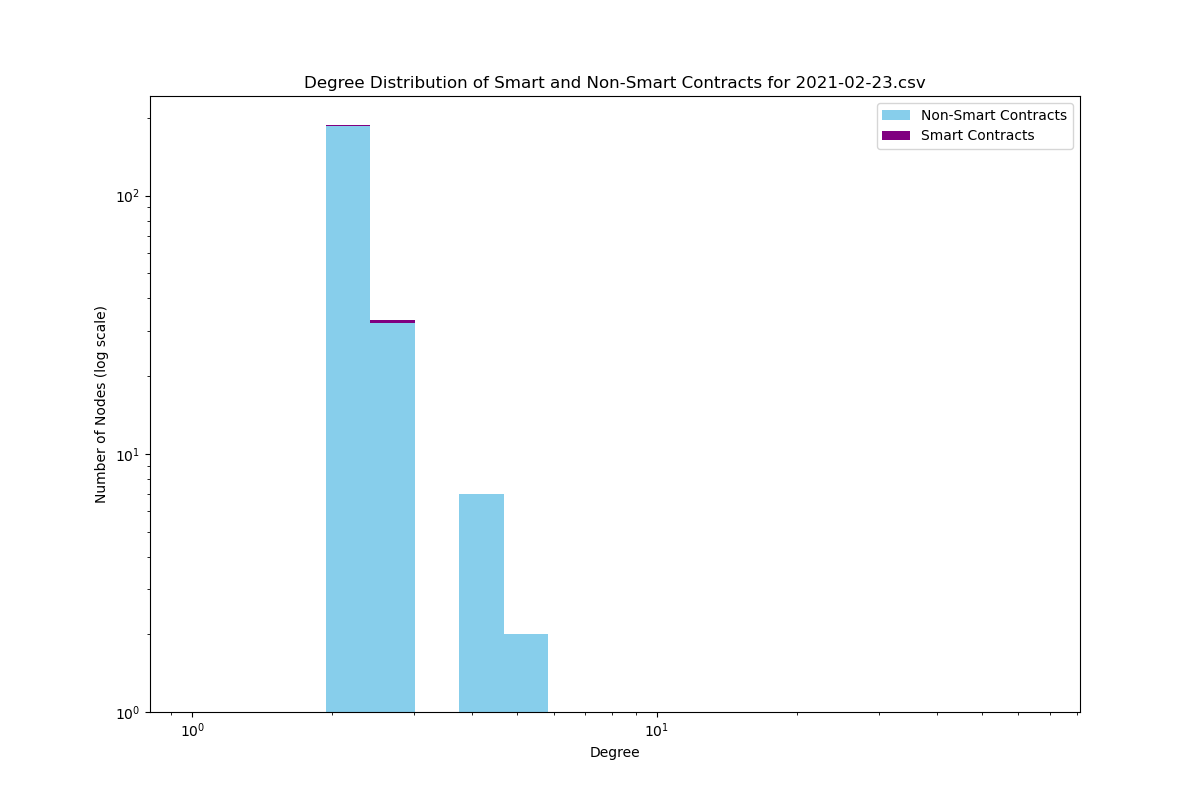 Degree Distribution of Smart and Non-Smart Contracts for 2021-02-23.csv
Non-Smart Contracts
Smart Contracts
Number of Nodes (log scale)
10²
10¹
10⁰
10⁰ 10¹
Degree